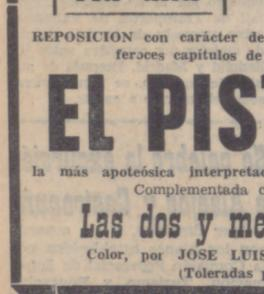 REPOSICION con carácter de
feroces capítulos de
EL PIS
la más apoteósica interpreta
Complementada
Las dos y me
Color, por JOSE LUIS
(Toleradas